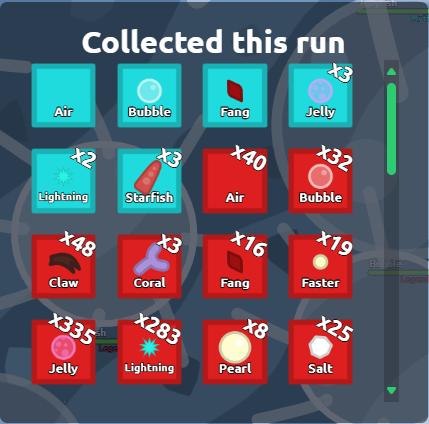 Collected this run
Air
Bubble
Fang
x3
Jelly
x2
Lightning
x3
Starfish
x40
Air
x32
Bubble
x48
Claw
x3
Coral
x16
Fang
x19
Faster
x335
Jelly
x283
Lightning
x8
Pearl
x25
Salt